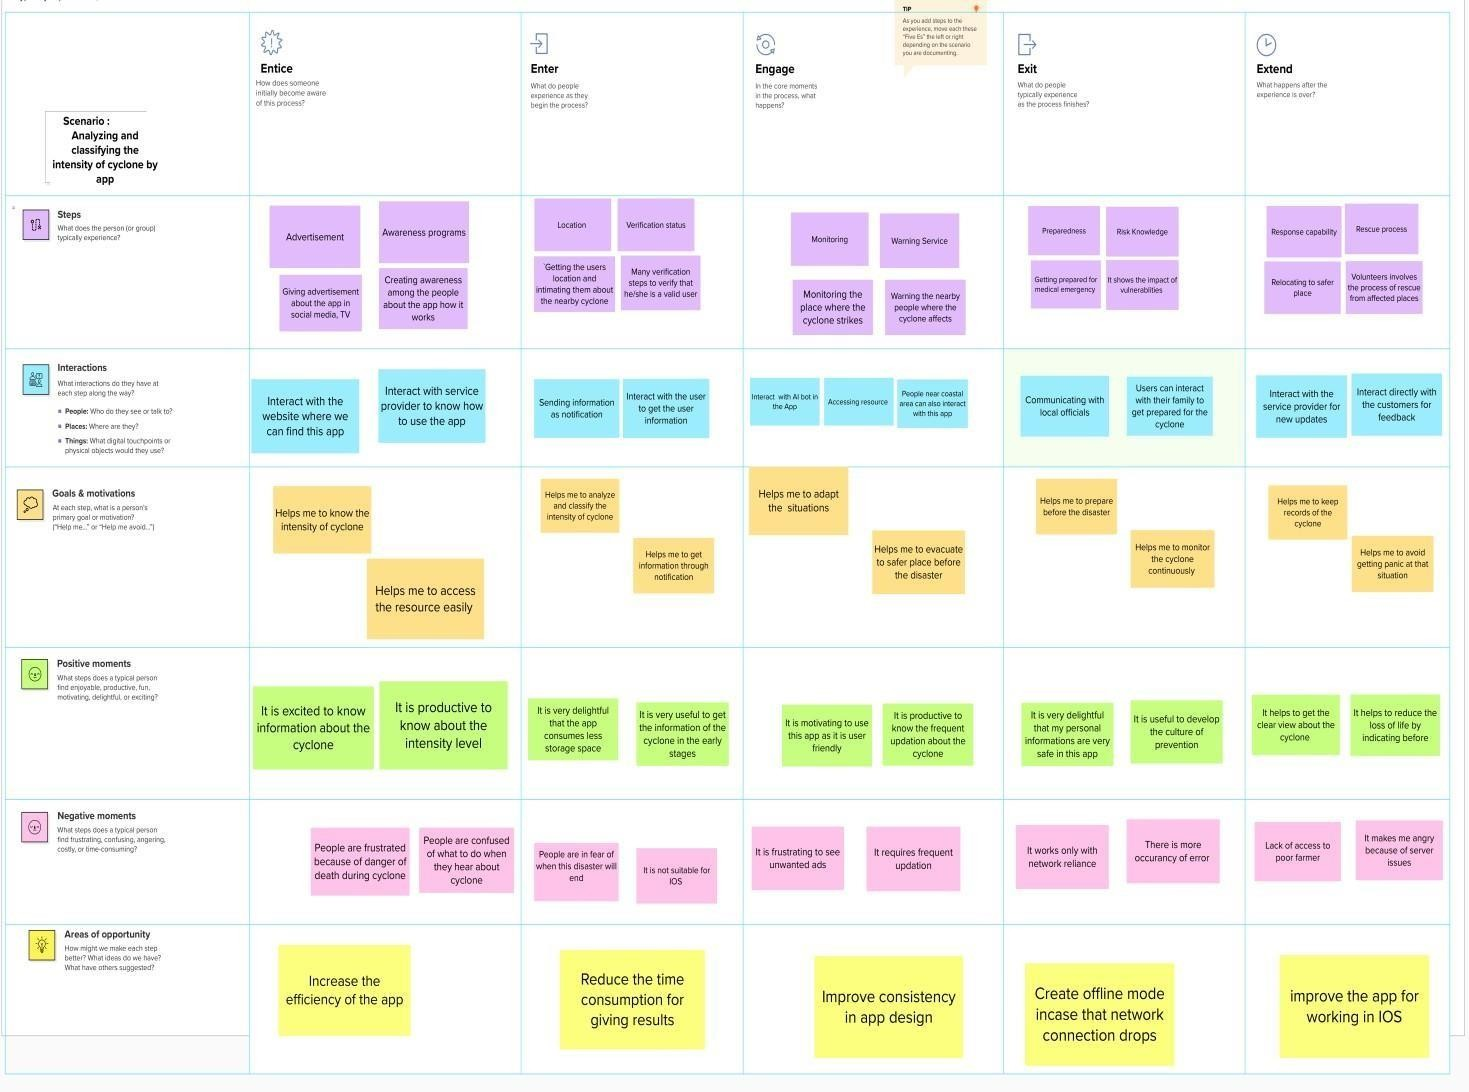 TIP
As you add steps to the
experience, move each these
"Five Es" the left or right
depending on the scenario
you are documenting.
Scenario :
Analyzing and
classifying the
intensity of cyclone by
app
Entice
How does someone
initially become aware
of this process?
Enter
What do people
experience as they
begin the process?
Engage
In the core moments
in the process, what
happens?
Exit
What do people
typically experience
as the process finishes?
Extend
What happens after the
experience is over?
Steps
What does the person (or group)
typically experience?
Advertisement
Awareness programs
Giving advertisement
about the app in
social media, TV
Creating awareness
among the people
about the app how it
works
Location
Verification status
`Getting the users
location and
intimating them about
the nearby cyclone
Many verification
steps to verify that
he/she is a valid user
Monitoring
Warning Service
Monitoring the
place where the
cyclone strikes
Warning the nearby
people where the
cyclone affects
Preparedness
Risk Knowledge
Getting prepared for
medical emergency
It shows the impact of
vulnerablities
Response capability
Rescue process
Relocating to safer
place
Volunteers involves
the process of rescue
from affected places
Interactions
What interactions do they have at
each step along the way?
People: Who do they see or talk to?
Places: Where are they?
Things: What digital touchpoints or
physical objects would they use?
Interact with the
website where we
can find this app
Interact with service
provider to know how
to use the app
Sending information
as notification
Interact with the user
to get the user
information
Interact with AI bot in
the App
Accessing resource
People near coastal
area can also interact
with this app
Communicating with
local officials
Users can interact
with their family to
get prepared for the
cyclone
Interact with the
service provider for
new updates
Interact directly with
the customers for
feedback
Goals & motivations
At each step, what is a person's
primary goal or motivation?
("Help me..." or "Help me avoid...")
Helps me to know the
intensity of cyclone
Helps me to access
the resource easily
Helps me to analyze
and classify the
intensity of cyclone
Helps me to get
information through
notification
Helps me to adapt
the situations
Helps me to evacuate
to safer place before
the disaster
Helps me to prepare
before the disaster
Helps me to monitor
the cyclone
continuously
Helps me to keep
records of the
cyclone
Helps me to avoid
getting panic at that
situation
Positive moments
What steps does a typical person
find enjoyable, productive, fun,
motivating, delightful, or exciting?
It is excited to know
information about the
cyclone
It is productive to
know about the
intensity level
It is very delightful
that the app
consumes less
storage space
It is very useful to get
the information of the
cyclone in the early
stages
It is motivating to use
this app as it is user
friendly
It is productive to
know the frequent
updation about the
cyclone
It is very delightful
that my personal
informations are very
safe in this app
It is useful to develop
the culture of
prevention
It helps to get the
clear view about the
cyclone
It helps to reduce the
loss of life by
indicating before
Negative moments
What steps does a typical person
find frustrating, confusing, angering,
costly, or time-consuming?
People are frustrated
because of danger of
death during cyclone
People are confused
of what to do when
they hear about
cyclone
People are in fear of
when this disaster will
end
It is not suitable for
IOS
It is frustrating to see
unwanted ads
It requires frequent
updation
It works only with
network reliance
There is more
occurancy of error
Lack of access to
poor farmer
It makes me angry
because of server
issues
Areas of opportunity
How might we make each step
better? What ideas do we have?
What have others suggested?
Increase the
efficiency of the app
Reduce the time
consumption for
giving results
Improve consistency
in app design
Create offline mode
incase that network
connection drops
improve the app for
working in IOS